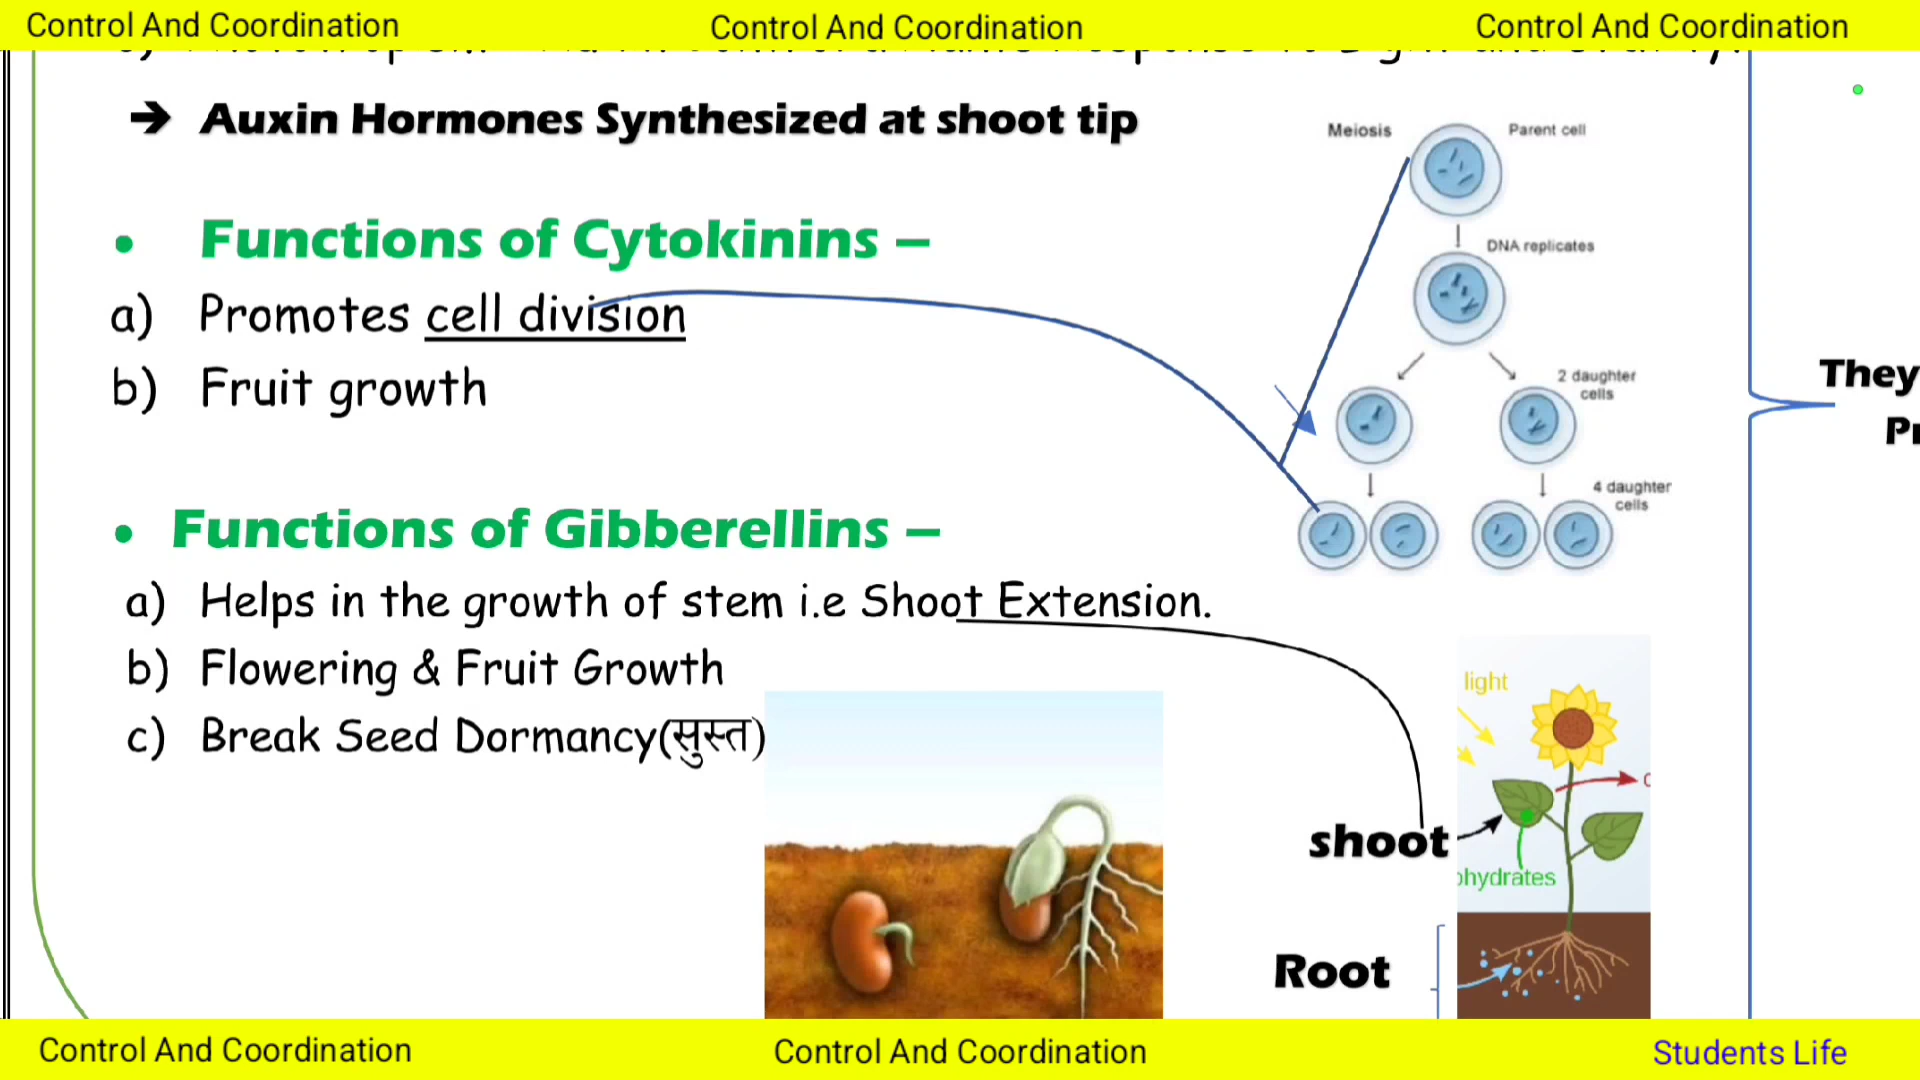 Control And Coordination
Control And Coordination
Control And Coordination
→ Auxin Hormones Synthesized at shoot tip
• Functions of Cytokinins –
a) Promotes cell division
b) Fruit growth
• Functions of Gibberellins –
a) Helps in the growth of stem i.e Shoot Extension.
b) Flowering & Fruit Growth
c) Break Seed Dormancy(सुस्त)
Meiosis
Parent cell
DNA replicates
2 daughter
cells
4 daughter
cells
They
light
shoot
ohydrates
Root
Control And Coordination
Control And Coordination
Students Life